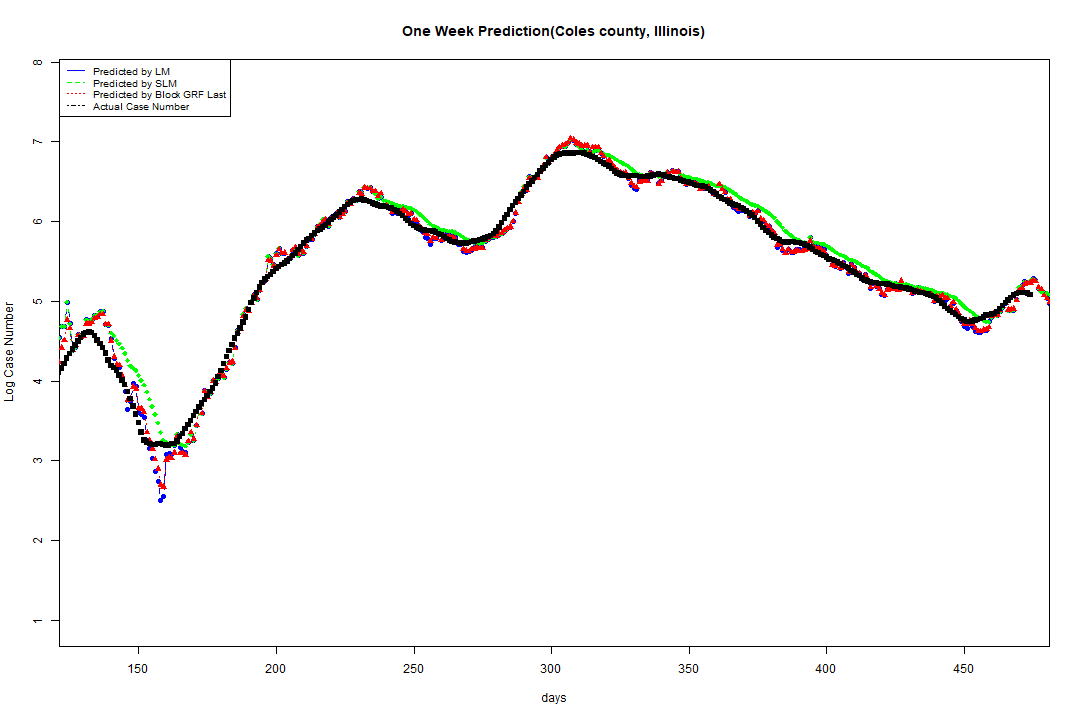 One Week Prediction(Coles county, Illinois)
Predicted by LM
Predicted by SLM
Predicted by Block GRF Last
Actual Case Number
8
7
6
5
4
3
2
1
Log Case Number
150 200 250 300 350 400 450
days